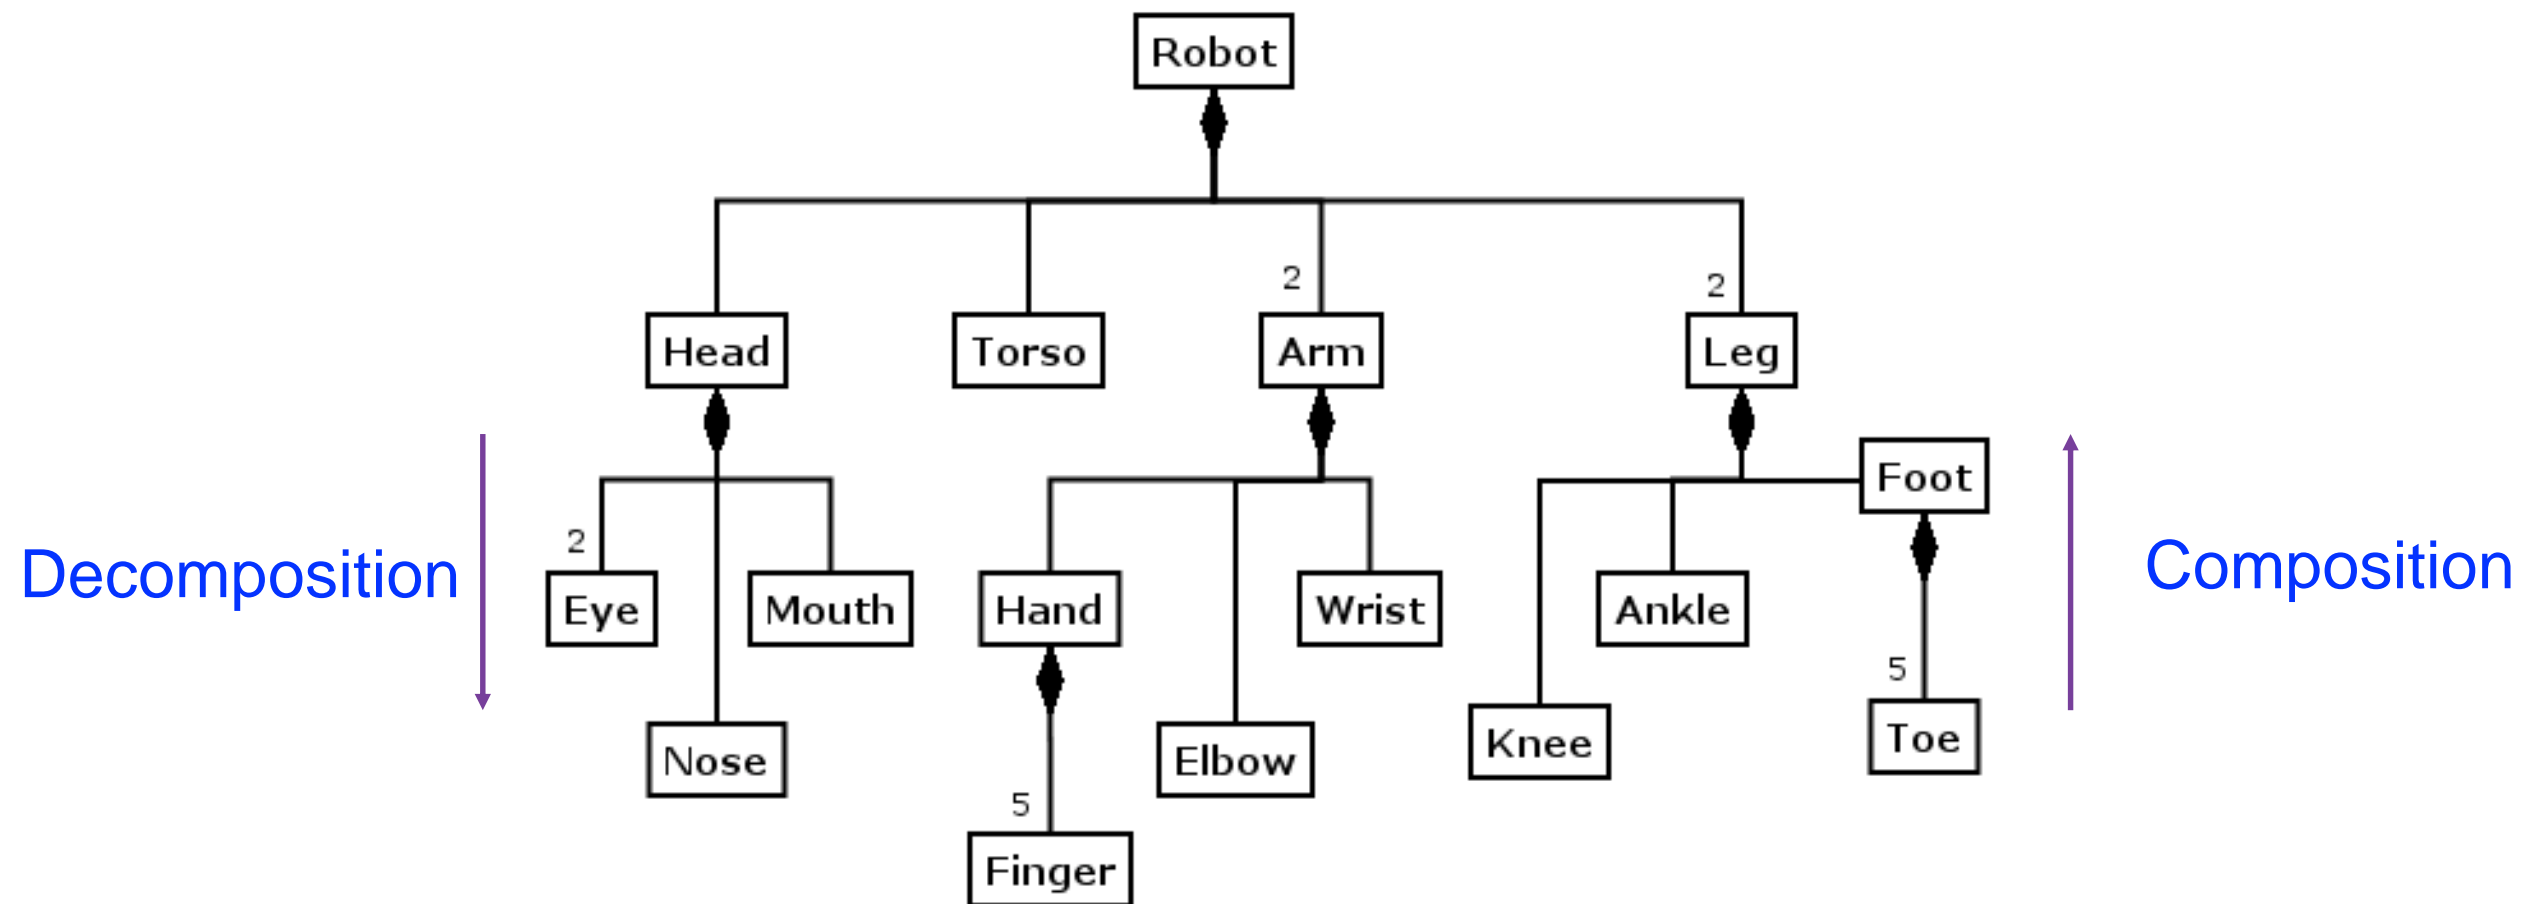 Robot
2
2
Head
Torso
Arm
Leg
Foot
Decomposition
Composition
2
Eye
Mouth
Hand
Wrist
Ankle
5
Nose
Elbow
Knee
Toe
5
Finger